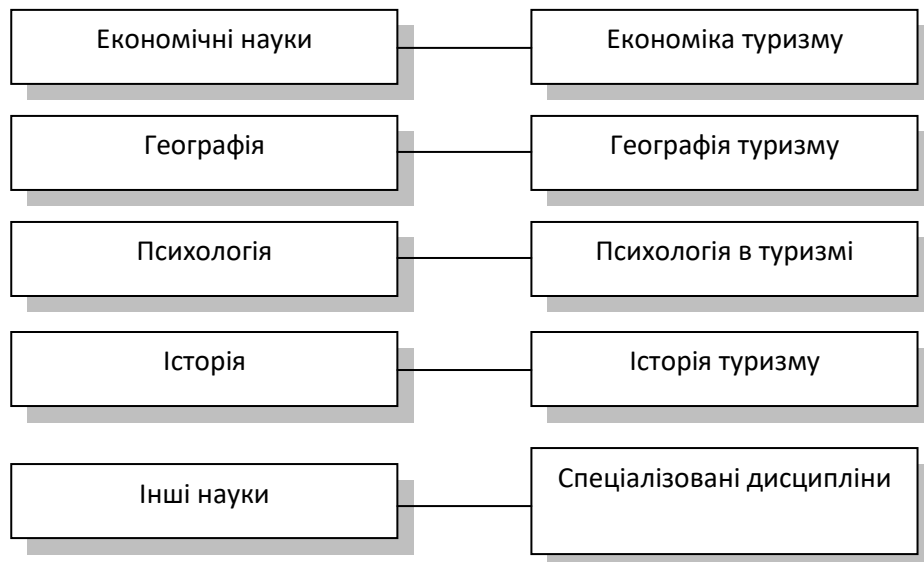 Економічні науки
Економіка туризму
Географія
Географія туризму
Психологія
Психологія в туризмі
Історія
Історія туризму
Інші науки
Спеціалізовані дисципліни